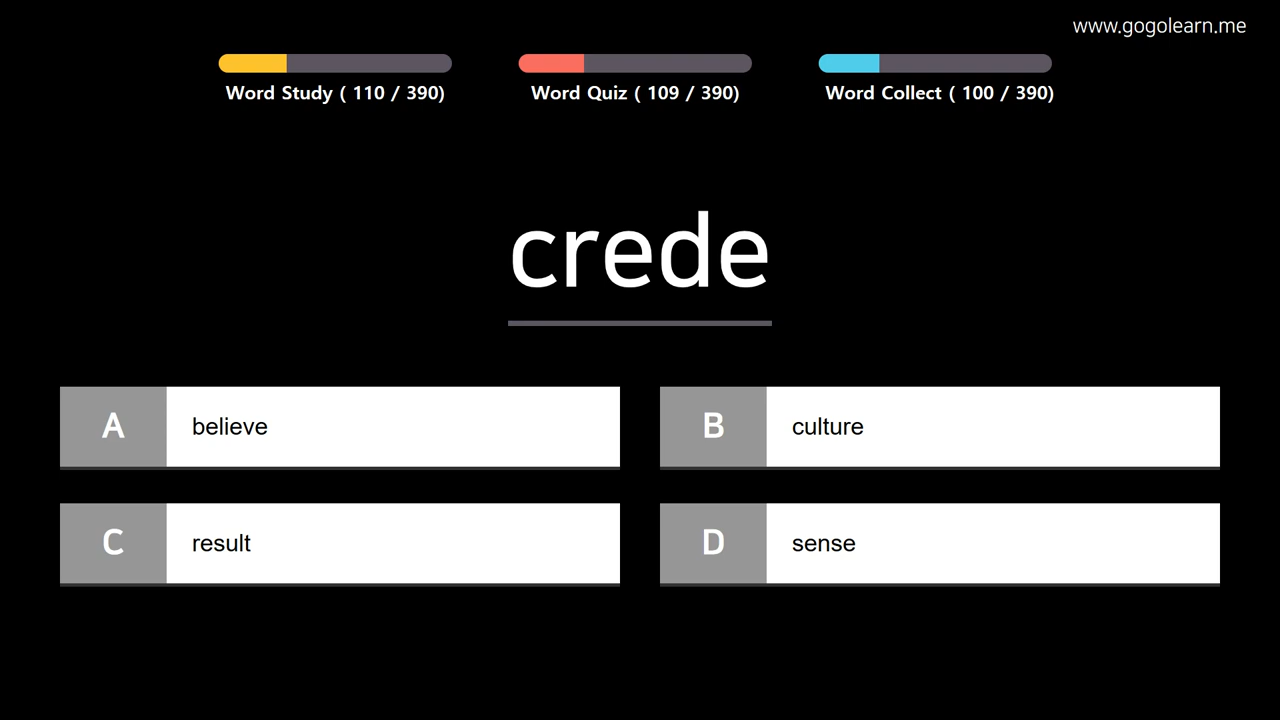 www.gogolearn.me
Word Study ( 110 / 390)
Word Quiz ( 109 / 390)
Word Collect ( 100 / 390)
crede
A believe
B culture
C result
D sense